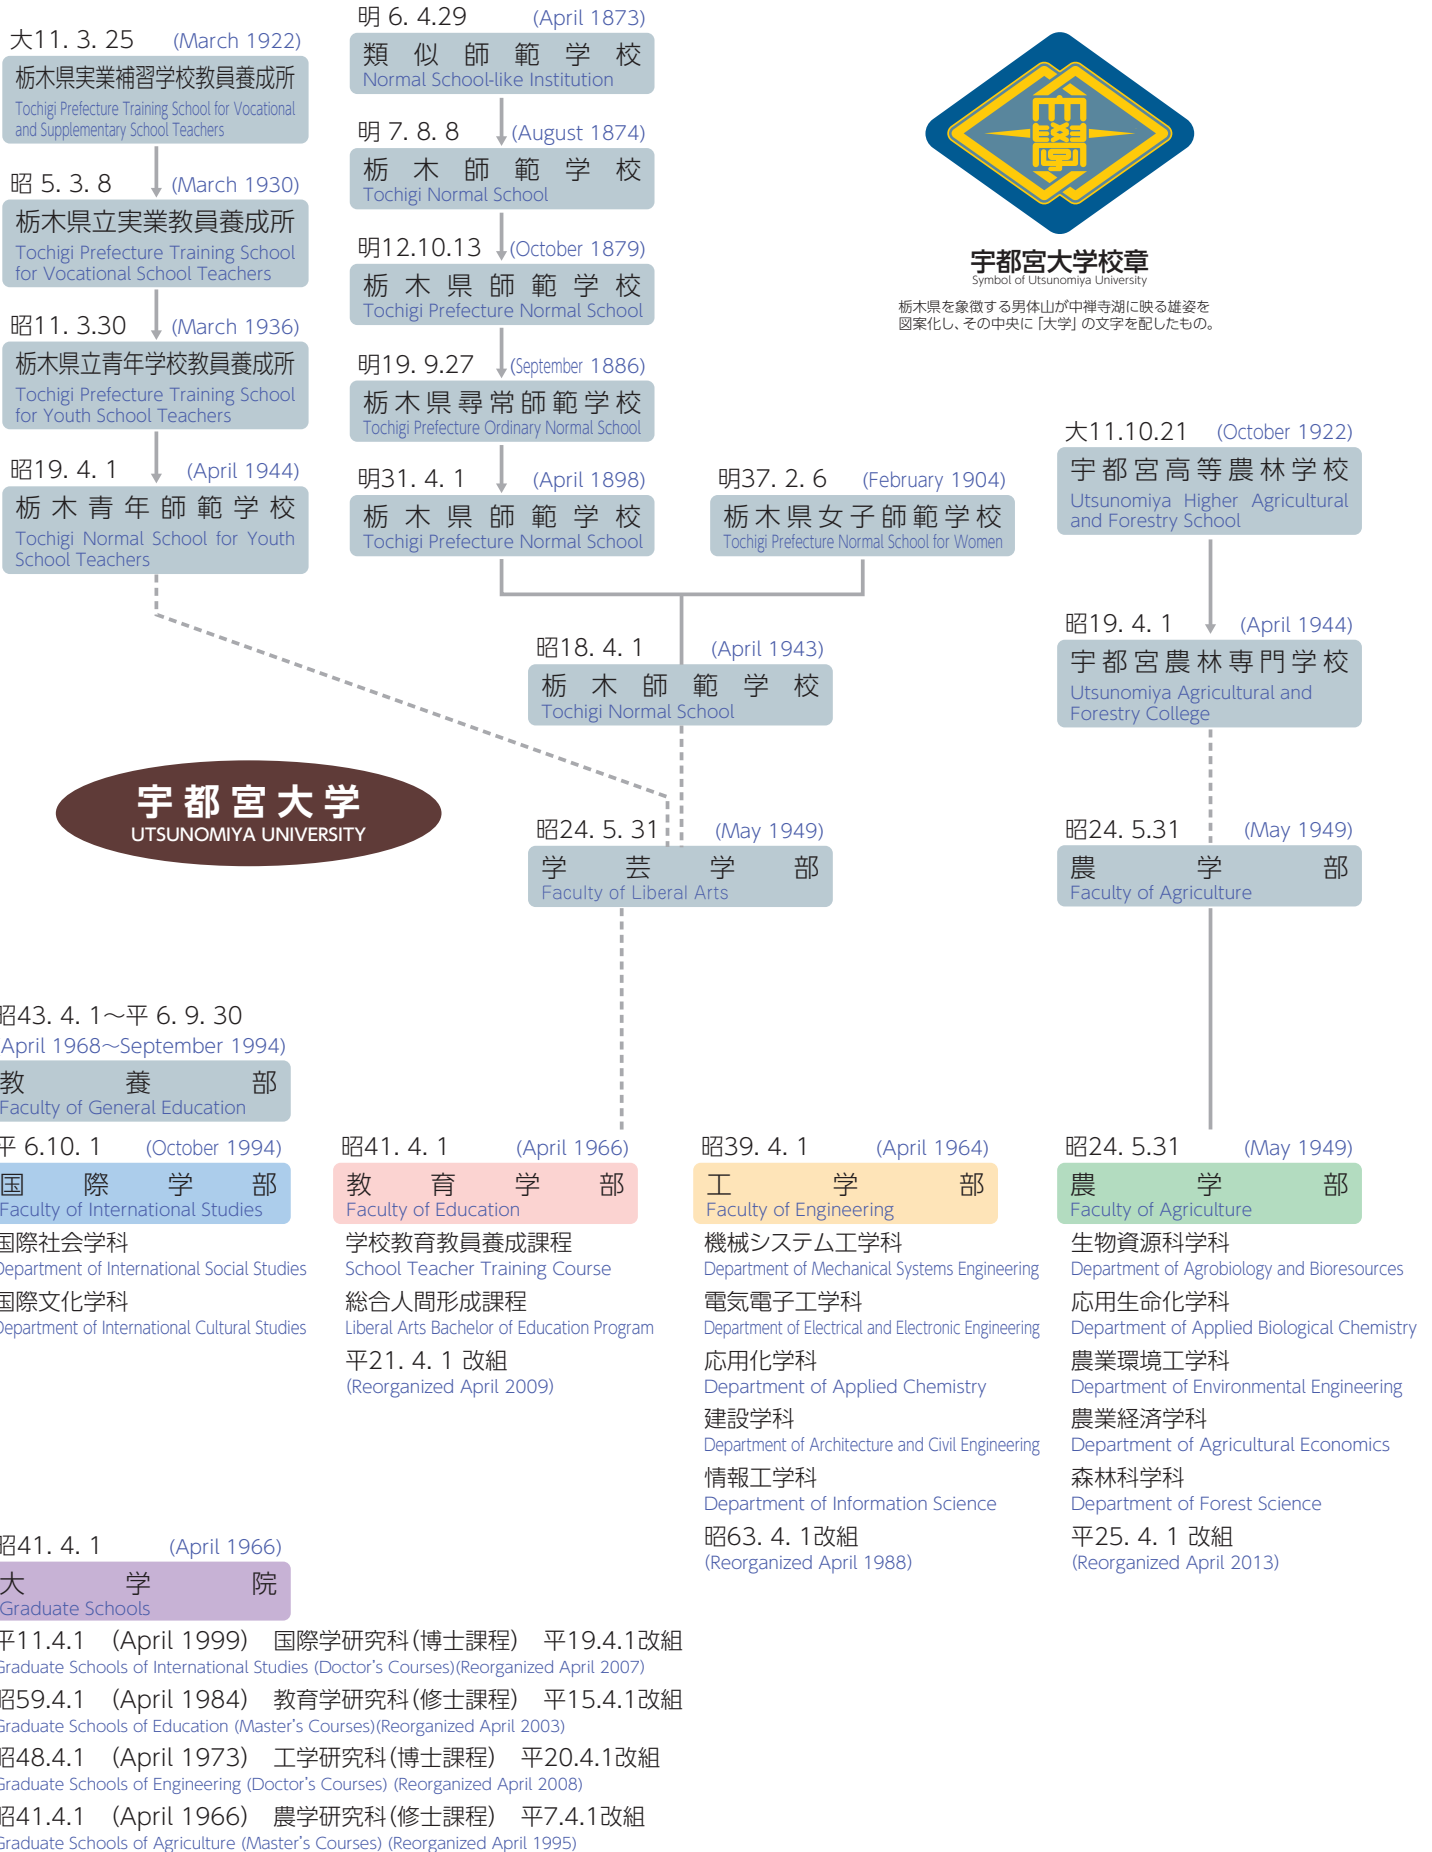 大11. 3. 25 (March 1922)
栃木県実業補習学校教員養成所
Tochigi Prefecture Training School for Vocational
and Supplementary School Teachers
昭 5. 3. 8 (March 1930)
栃木県立実業教員養成所
Tochigi Prefecture Training School
for Vocational School Teachers
昭11. 3.30 (March 1936)
栃木県立青年学校教員養成所
Tochigi Prefecture Training School
for Youth School Teachers
昭19. 4. 1 (April 1944)
栃木青年師範学校
Tochigi Normal School for Youth
School Teachers
明 6. 4.29 (April 1873)
類似師範学校
Normal School-like Institution
明 7. 8. 8 (August 1874)
栃木師範学校
Tochigi Normal School
明12.10.13 (October 1879)
栃木県師範学校
Tochigi Prefecture Normal School
明19. 9.27 (September 1886)
栃木県尋常師範学校
Tochigi Prefecture Ordinary Normal School
明31. 4. 1 (April 1898)
栃木県師範学校
Tochigi Prefecture Normal School
明37. 2. 6 (February 1904)
栃木県女子師範学校
Tochigi Prefecture Normal School for Women
大學
宇都宮大学校章
Symbol of Utsunomiya University
栃木県を象徴する男体山が中禅寺湖に映る雄姿を
図案化し、その中央に「大学」の文字を配したもの。
大11.10.21 (October 1922)
宇都宮高等農林学校
Utsunomiya Higher Agricultural
and Forestry School
昭19. 4. 1 (April 1944)
宇都宮農林専門学校
Utsunomiya Agricultural and
Forestry College
昭18. 4. 1 (April 1943)
栃木師範学校
Tochigi Normal School
宇都宮大学
UTSUNOMIYA UNIVERSITY
昭24. 5. 31 (May 1949)
学芸学部
Faculty of Liberal Arts
昭24. 5.31 (May 1949)
農学部
Faculty of Agriculture
昭43. 4. 1～平 6. 9. 30
(April 1968～September 1994)
教養部
Faculty of General Education
平 6.10. 1 (October 1994)
国際学部
Faculty of International Studies
国際社会学科
Department of International Social Studies
国際文化学科
Department of International Cultural Studies
昭41. 4. 1 (April 1966)
教育学部
Faculty of Education
学校教育教員養成課程
School Teacher Training Course
総合人間形成課程
Liberal Arts Bachelor of Education Program
平21. 4. 1 改組
(Reorganized April 2009)
昭39. 4. 1 (April 1964)
工学部
Faculty of Engineering
機械システム工学科
Department of Mechanical Systems Engineering
電気電子工学科
Department of Electrical and Electronic Engineering
応用化学科
Department of Applied Chemistry
建設学科
Department of Architecture and Civil Engineering
情報工学科
Department of Information Science
昭63. 4. 1改組
(Reorganized April 1988)
昭24. 5.31 (May 1949)
農学部
Faculty of Agriculture
生物資源科学科
Department of Agrobiology and Bioresources
応用生命化学科
Department of Applied Biological Chemistry
農業環境工学科
Department of Environmental Engineering
農業経済学科
Department of Agricultural Economics
森林科学科
Department of Forest Science
平25. 4. 1 改組
(Reorganized April 2013)
昭41. 4. 1 (April 1966)
大学院
Graduate Schools
平11.4.1 (April 1999) 国際学研究科(博士課程) 平19.4.1改組
Graduate Schools of International Studies (Doctor's Courses)(Reorganized April 2007)
昭59.4.1 (April 1984) 教育学研究科(修士課程) 平15.4.1改組
Graduate Schools of Education (Master's Courses)(Reorganized April 2003)
昭48.4.1 (April 1973) 工学研究科(博士課程) 平20.4.1改組
Graduate Schools of Engineering (Doctor's Courses) (Reorganized April 2008)
昭41.4.1 (April 1966) 農学研究科(修士課程) 平7.4.1改組
Graduate Schools of Agriculture (Master's Courses) (Reorganized April 1995)